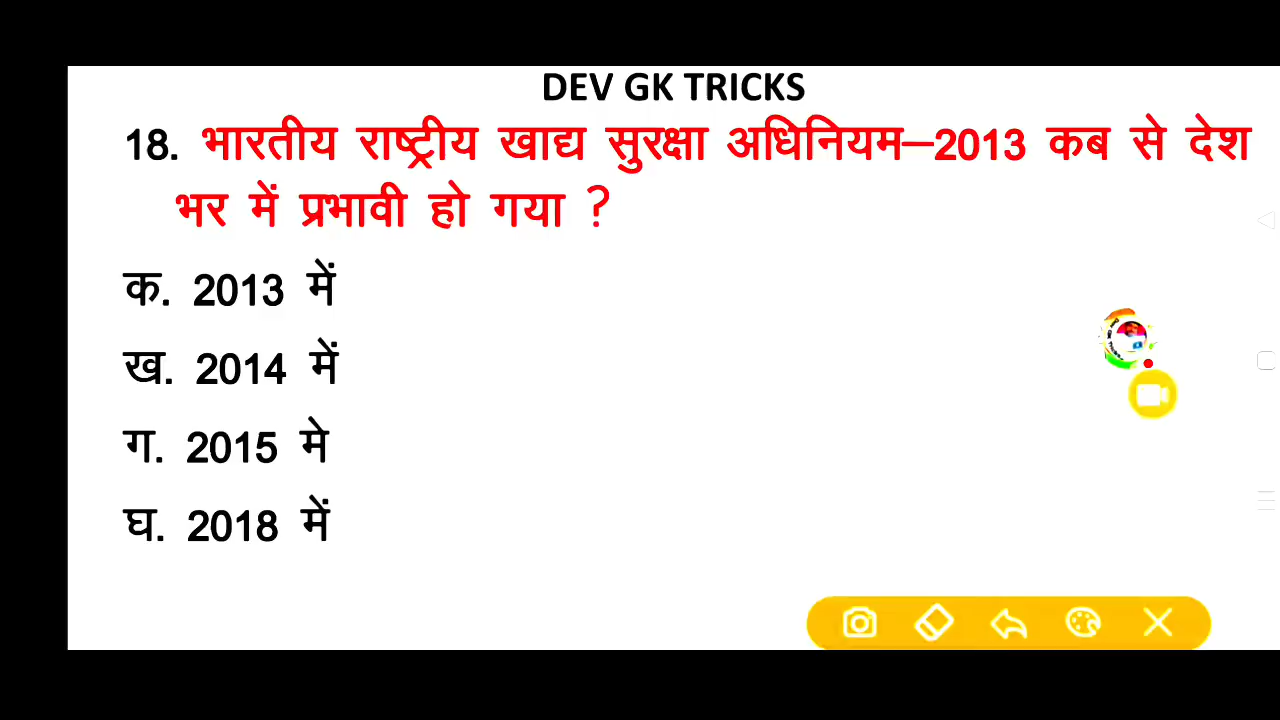 DEV GK TRICKS
18. भारतीय राष्ट्रीय खाद्य सुरक्षा अधिनियम–2013 कब से देश
भर में प्रभावी हो गया ?
क. 2013 में
ख. 2014 में
ग. 2015 मे
घ. 2018 में